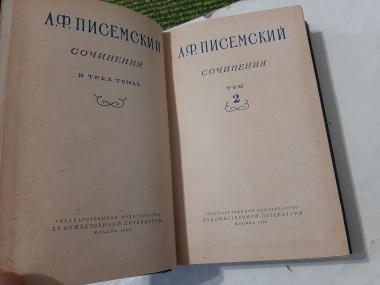 А.Ф. ПИСЕМСКИЙ
СОЧИНЕНИЯ
В ТРЕХ ТОМАХ
ГОСУДАРСТВЕННОЕ ИЗДАТЕЛЬСТВО
ХУДОЖЕСТВЕННОЙ ЛИТЕРАТУРЫ
МОСКВА
А.Ф. ПИСЕМСКИЙ
СОЧИНЕНИЯ
ТОМ
2
ГОСУДАРСТВЕННОЕ ИЗДАТЕЛЬСТВО
ХУДОЖЕСТВЕННОЙ ЛИТЕРАТУРЫ
МОСКВА